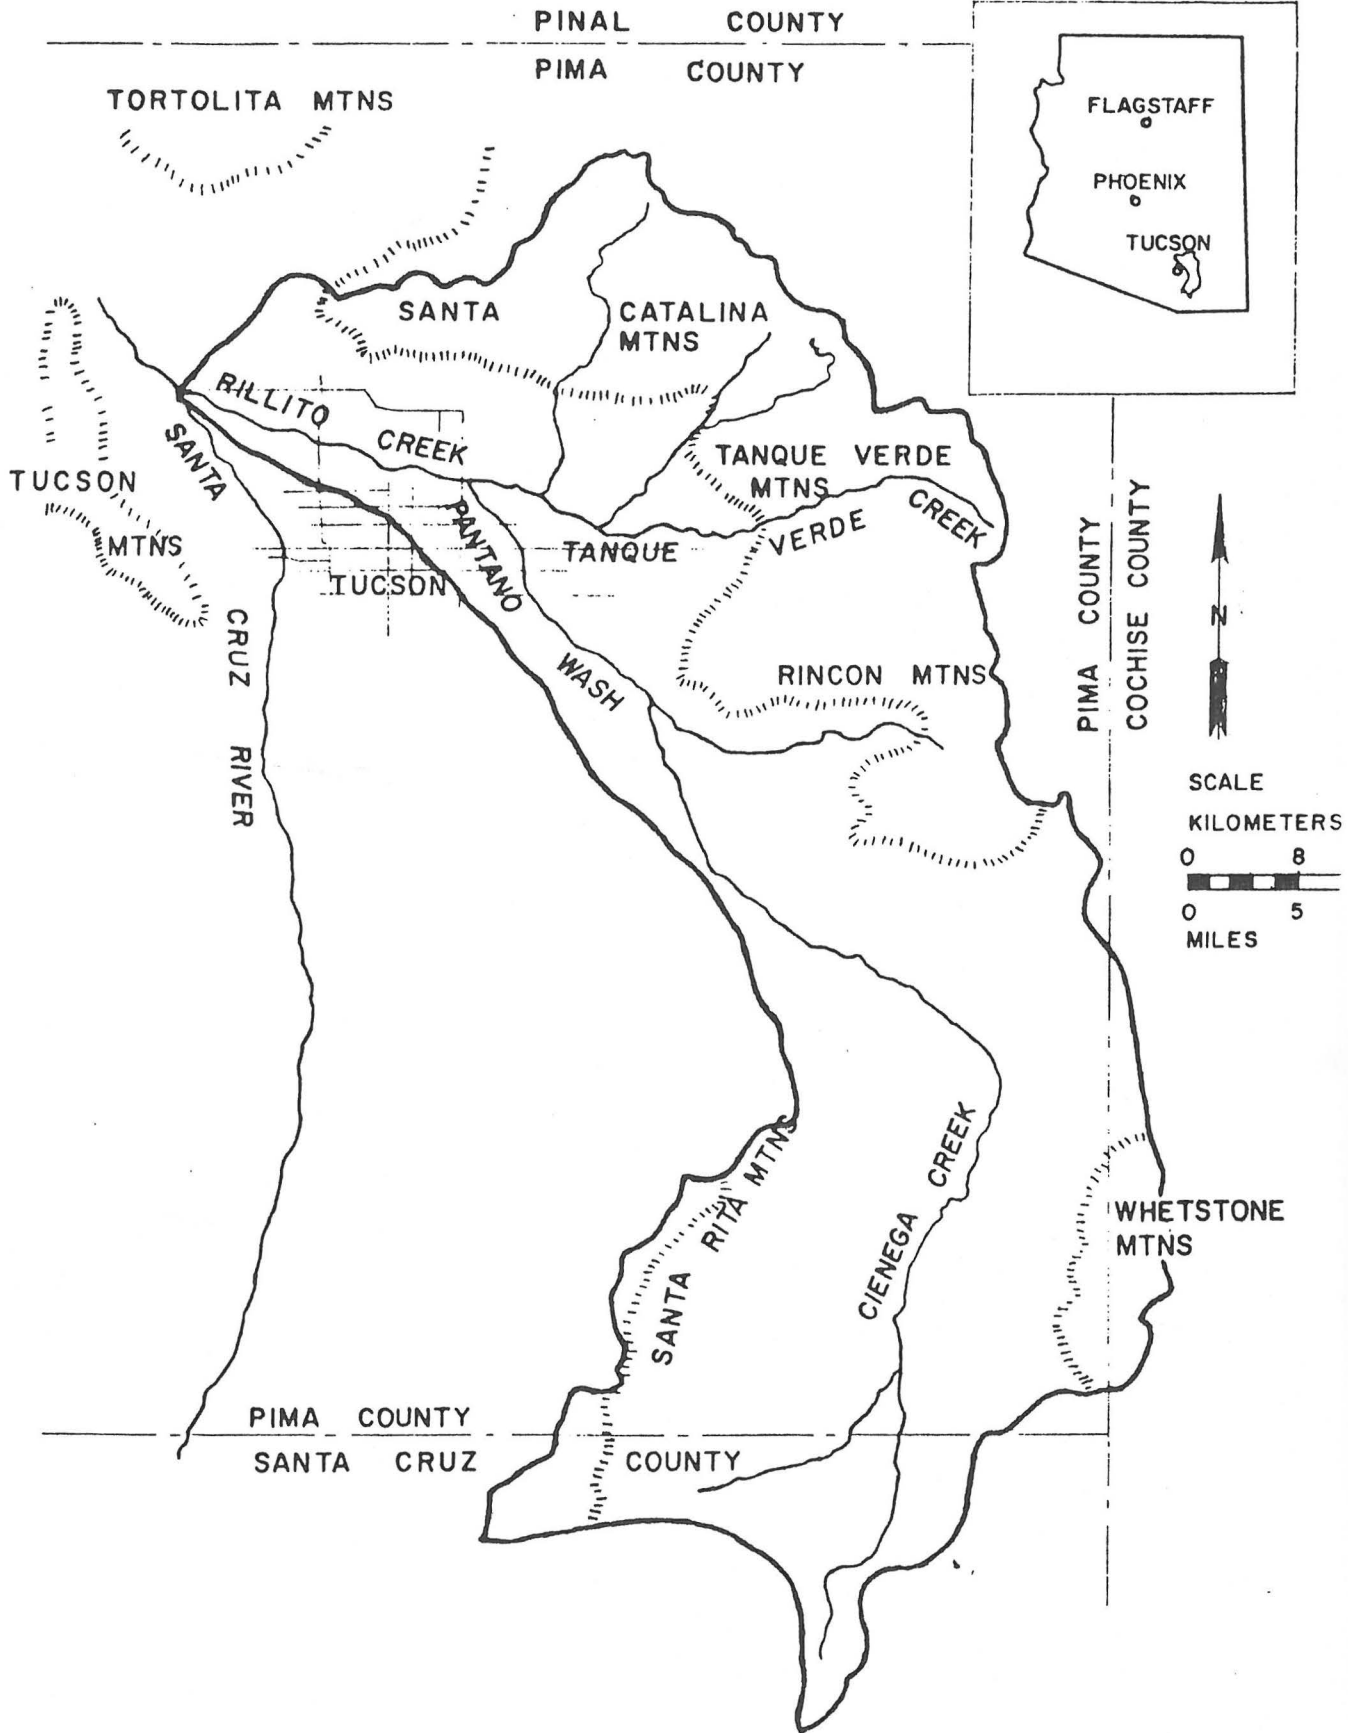 PINAL COUNTY
PIMA COUNTY
TORTOLITA MTNS
FLAGSTAFF
PHOENIX
TUCSON
SANTA CATALINA
MTNS
RILLITO CREEK
SANTA CRUZ RIVER
TUCSON
MTNS
TANQUE VERDE
MTNS
TANQUE VERDE CREEK
PANTANO WASH
TUCSON
RINCON MTNS
PIMA COUNTY
COCHISE COUNTY
N
SCALE
KILOMETERS
0 8
0 5
MILES
SANTA RITA MTNS
CIENEGA CREEK
WHETSTONE
MTNS
PIMA COUNTY
SANTA CRUZ COUNTY